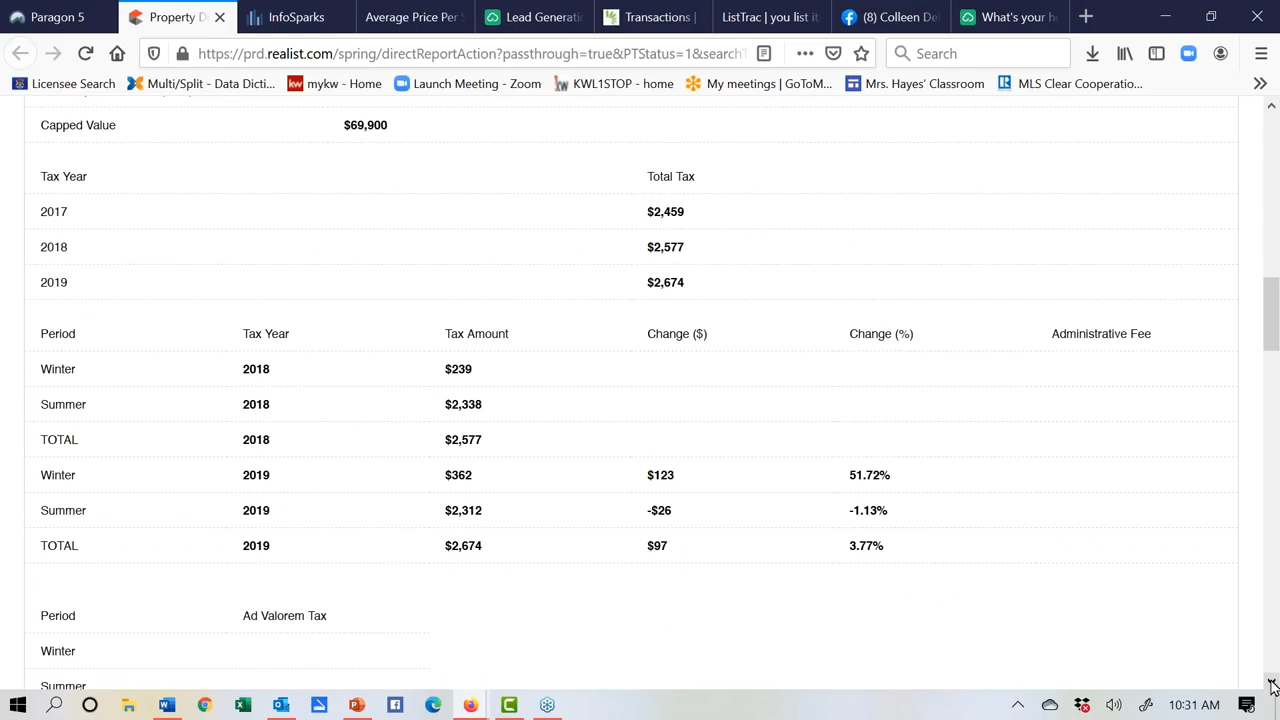 Paragon 5
Property D
InfoSparks
Average Price Per
Lead Generati
Transactions |
ListTrac | you list it
(8) Colleen De
What's your h
https://prd.realist.com/spring/directReportAction?passthrough=true&PTStatus=1&search
Search
Licensee Search
Multi/Split - Data Dicti...
mykw - Home
Launch Meeting - Zoom
KWL1STOP - home
My meetings | GoToM...
Mrs. Hayes' Classroom
MLS Clear Cooperatio...
Capped Value $69,900
Tax Year Total Tax
2017 $2,459
2018 $2,577
2019 $2,674
Period Tax Year Tax Amount Change ($) Change (%) Administrative Fee
Winter 2018 $239
Summer 2018 $2,338
TOTAL 2018 $2,577
Winter 2019 $362 $123 51.72%
Summer 2019 $2,312 -$26 -1.13%
TOTAL 2019 $2,674 $97 3.77%
Period Ad Valorem Tax
Winter
Summer
10:31 AM